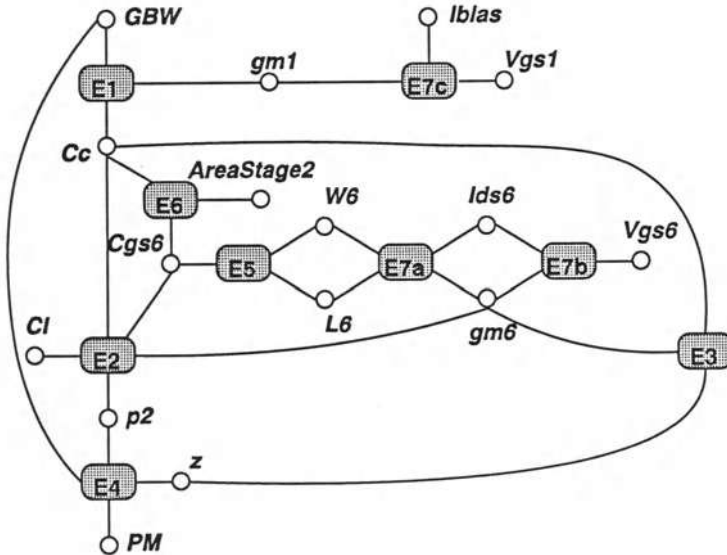 GBW
Iblas
gm1
Vgs1
E1
E7c
Cc
AreaStage2
E6
W6
Ids6
Cgs6
Vgs6
E5
E7a
E7b
L6
gm6
Cl
E2
E3
p2
z
E4
PM